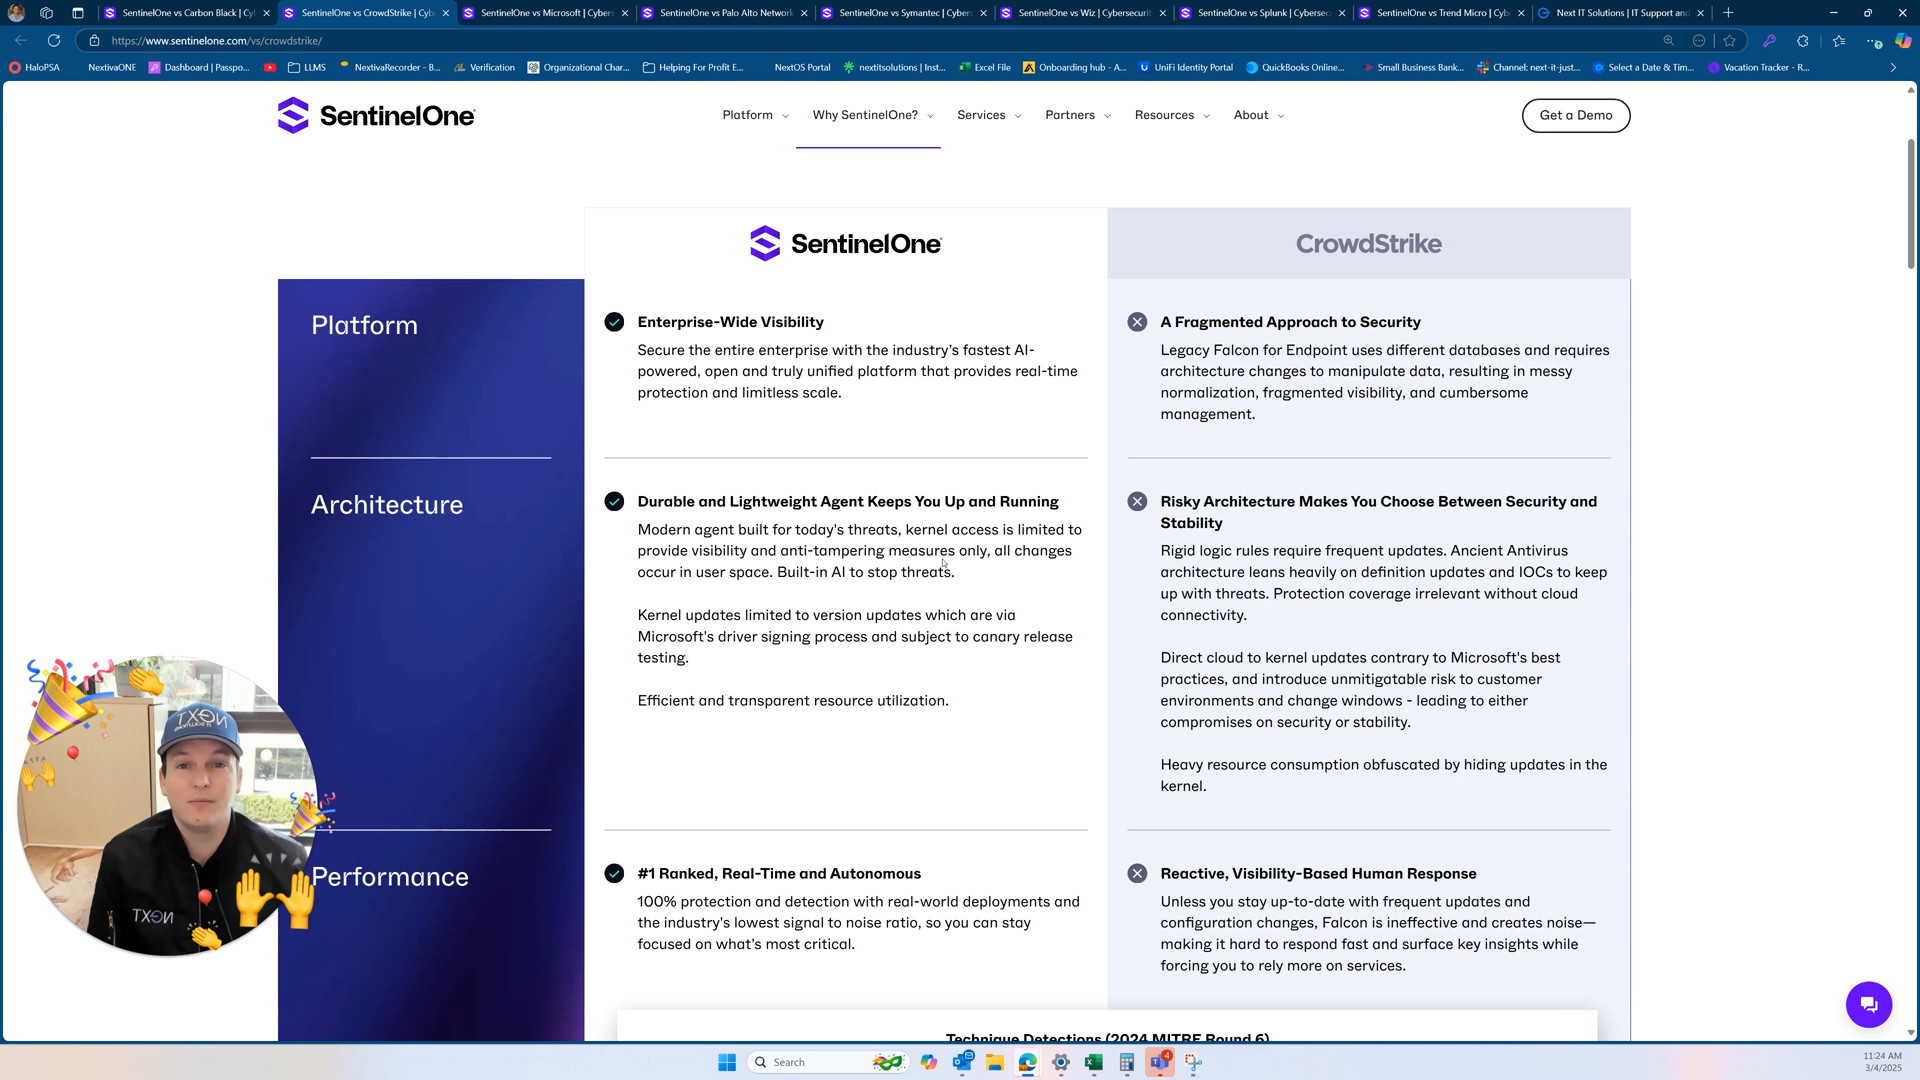 SentinelOne vs Carbon Black | Cyl
SentinelOne vs CrowdStrike | Cyb
SentinelOne vs Microsoft | Cybers
SentinelOne vs Palo Alto Network
SentinelOne vs Symantec | Cybers
SentinelOne vs Wiz | Cybersecurit
SentinelOne vs Splunk | Cybersec
SentinelOne vs Trend Micro | Cyb
Next IT Solutions | IT Support and
https://www.sentinelone.com/vs/crowdstrike/
HaloPSA
NextivaONE
Dashboard | Passpo...
LLMS
NextivaRecorder - B...
Verification
Organizational Char...
Helping For Profit E...
NextOS Portal
nextitsolutions | Inst...
Excel File
Onboarding hub - A...
UniFi Identity Portal
QuickBooks Online...
Small Business Bank...
Channel: next-it-just...
Select a Date & Tim...
Vacation Tracker - R...
SentinelOne
Platform
Why SentinelOne?
Services
Partners
Resources
About
Get a Demo
SentinelOne
CrowdStrike
Platform
Enterprise-Wide Visibility
Secure the entire enterprise with the industry's fastest AI-
powered, open and truly unified platform that provides real-time
protection and limitless scale.
A Fragmented Approach to Security
Legacy Falcon for Endpoint uses different databases and requires
architecture changes to manipulate data, resulting in messy
normalization, fragmented visibility, and cumbersome
management.
Architecture
Durable and Lightweight Agent Keeps You Up and Running
Modern agent built for today's threats, kernel access is limited to
provide visibility and anti-tampering measures only, all changes
occur in user space. Built-in AI to stop threats.
Kernel updates limited to version updates which are via
Microsoft's driver signing process and subject to canary release
testing.
Efficient and transparent resource utilization.
Risky Architecture Makes You Choose Between Security and
Stability
Rigid logic rules require frequent updates. Ancient Antivirus
architecture leans heavily on definition updates and IOCs to keep
up with threats. Protection coverage irrelevant without cloud
connectivity.
Direct cloud to kernel updates contrary to Microsoft's best
practices, and introduce unmitigatable risk to customer
environments and change windows - leading to either
compromises on security or stability.
Heavy resource consumption obfuscated by hiding updates in the
kernel.
Performance
#1 Ranked, Real-Time and Autonomous
100% protection and detection with real-world deployments and
the industry's lowest signal to noise ratio, so you can stay
focused on what's most critical.
Reactive, Visibility-Based Human Response
Unless you stay up-to-date with frequent updates and
configuration changes, Falcon is ineffective and creates noise—
making it hard to respond fast and surface key insights while
forcing you to rely more on services.
Technique Detections (2024 MITRE Round 6)
NEXT
IT SOLUTIONS
NEXT
Search
4
11:24 AM
3/4/2025